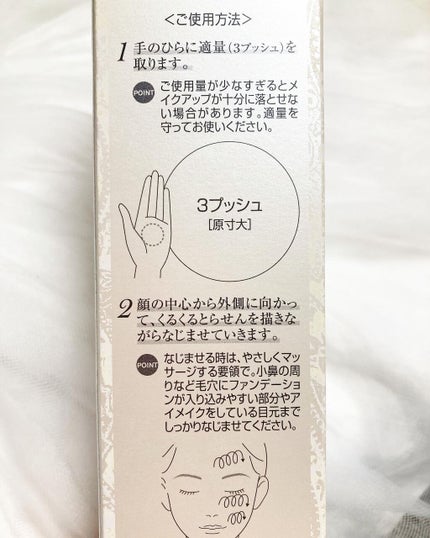 ＜ご使用方法＞
1 手のひらに適量（3プッシュ）を
取ります。
POINT ご使用量が少なすぎるとメ
イクアップが十分に落とせな
い場合があります。適量を
守ってお使いください。
3プッシュ
［原寸大］
2 顔の中心から外側に向かっ
て、くるくるとらせんを描きな
がらなじませていきます。
POINT なじませる時は、やさしくマッ
サージする要領で。小鼻の周
りなど毛穴にファンデーショ
ンが入り込みやすい部分やア
イメイクをしている目元まで
しっかりなじませてください。